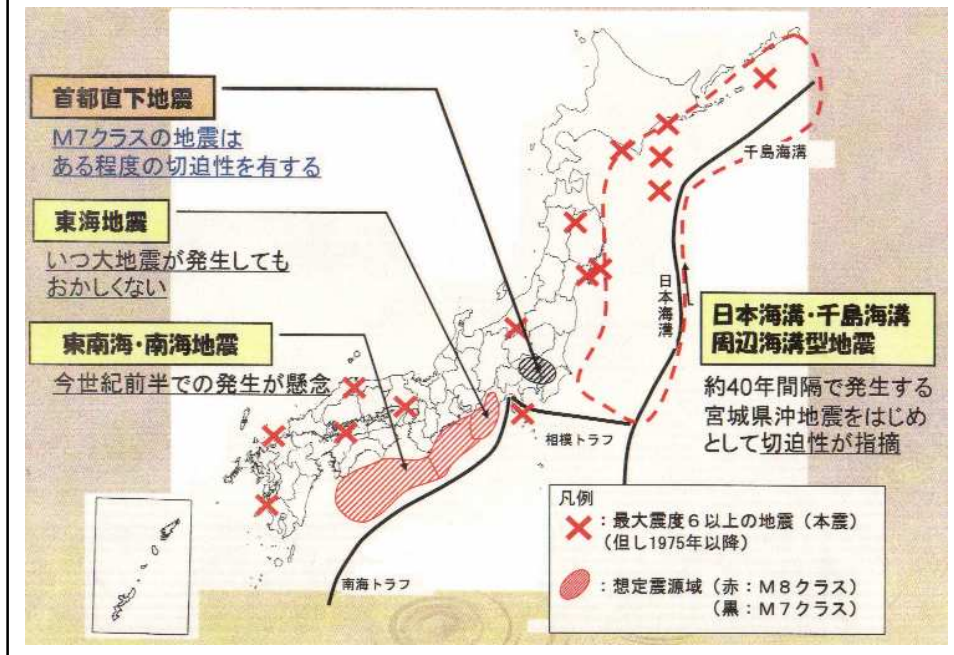 首都直下地震
M7クラスの地震は
ある程度の切迫性を有する
東海地震
いつ大地震が発生しても
おかしくない
東南海・南海地震
今世紀前半での発生が懸念
千島海溝
日本海溝
日本海溝・千島海溝
周辺海溝型地震
約40年間隔で発生する
宮城県沖地震をはじめ
として切迫性が指摘
相模トラフ
南海トラフ
凡例
：最大震度６以上の地震（本震）
（但し1975年以降）
：想定震源域（赤：M８クラス）
（黒：M７クラス）